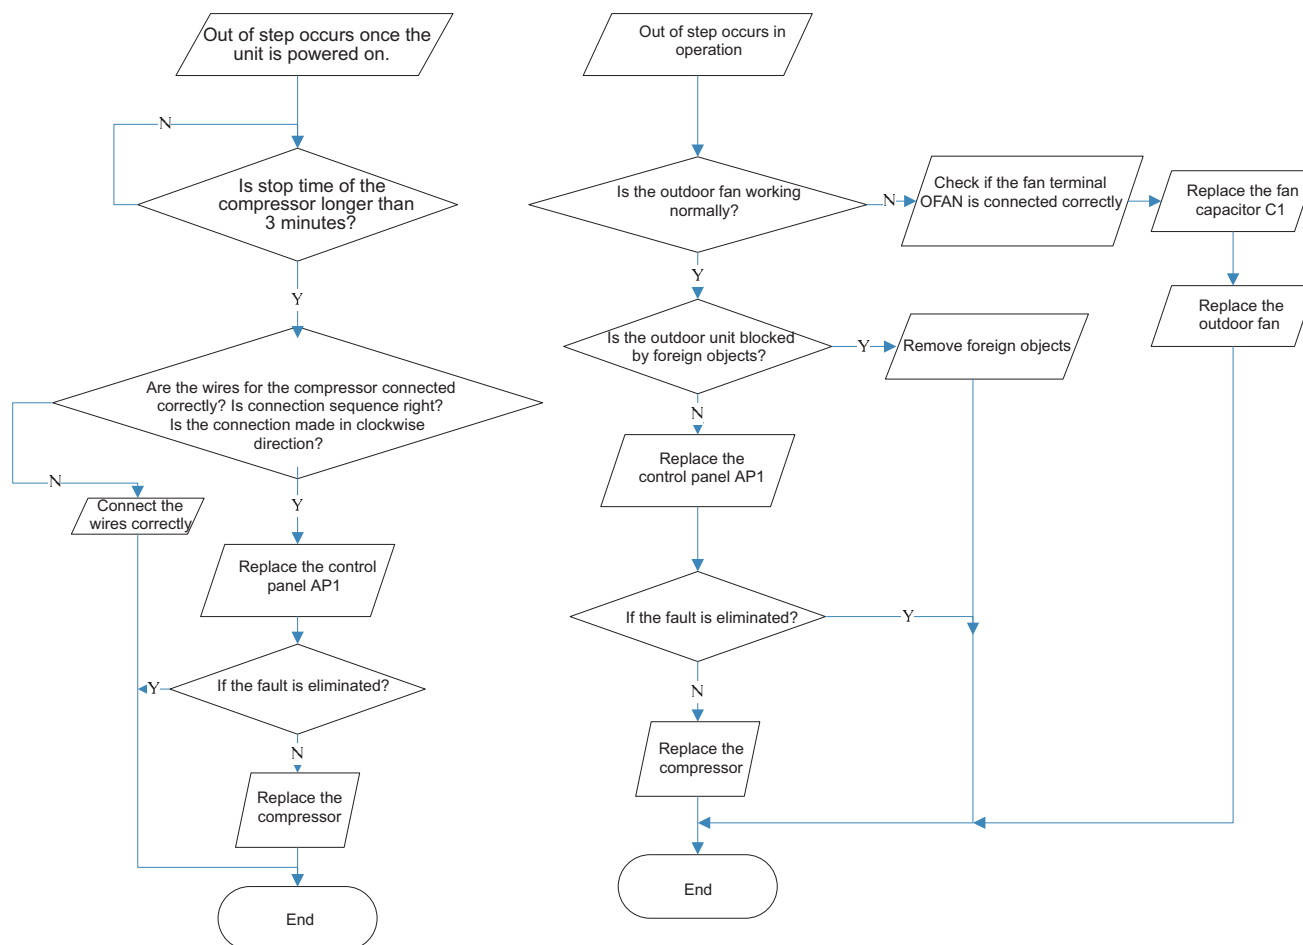 Out of step occurs once the
unit is powered on.
N
Is stop time of the
compressor longer than
3 minutes?
Y
Are the wires for the compressor connected
correctly? Is connection sequence right?
Is the connection made in clockwise
direction?
N
Connect the
wires correctly
Y
Replace the control
panel AP1
If the fault is eliminated?
Y
N
Replace the
compressor
End
Out of step occurs in
operation
Is the outdoor fan working
normally?
N
Check if the fan terminal
OFAN is connected correctly
Replace the fan
capacitor C1
Replace the
outdoor fan
Y
Is the outdoor unit blocked
by foreign objects?
Y
Remove foreign objects
N
Replace the
control panel AP1
If the fault is eliminated?
Y
N
Replace the
compressor
End